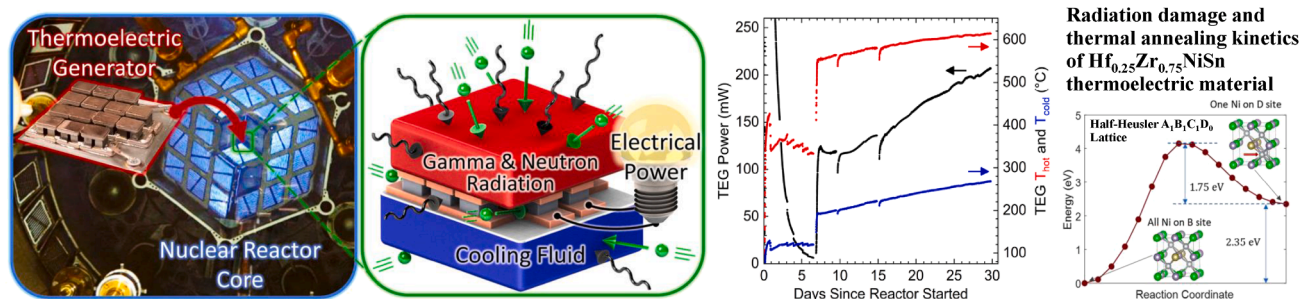 Thermoelectric
Generator
Nuclear Reactor
Core
Gamma & Neutron
Radiation
Electrical
Power
Cooling Fluid
TEG Power (mW)
250
200
150
100
50
0
0
5
10
15
20
25
30
Days Since Reactor Started
600
500
400
300
200
100
TEG T_hot and T_cold (°C)
Radiation damage and
thermal annealing kinetics
of Hf0.25Zr0.75NiSn
thermoelectric material
Half-Heusler A1B1C1D0
Lattice
One Ni on D site
1.75 eV
2.35 eV
All Ni on B site
Energy (eV)
5
4
3
2
1
0
Reaction Coordinate